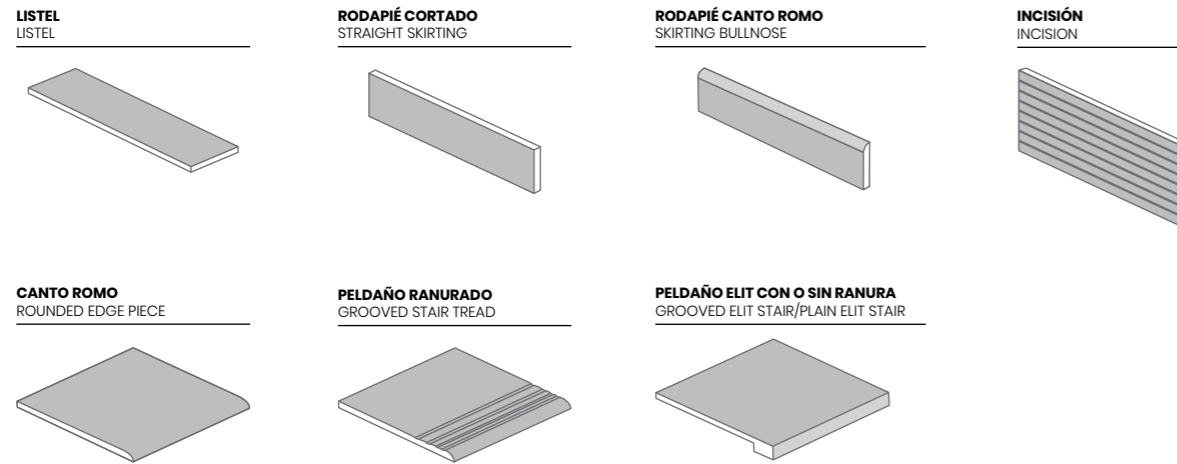 LISTEL
LISTEL
RODAPIÉ CORTADO
STRAIGHT SKIRTING
RODAPIÉ CANTO ROMO
SKIRTING BULLNOSE
INCISIÓN
INCISION
CANTO ROMO
ROUNDED EDGE PIECE
PELDAÑO RANURADO
GROOVED STAIR TREAD
PELDAÑO ELIT CON O SIN RANURA
GROOVED ELIT STAIR/PLAIN ELIT STAIR